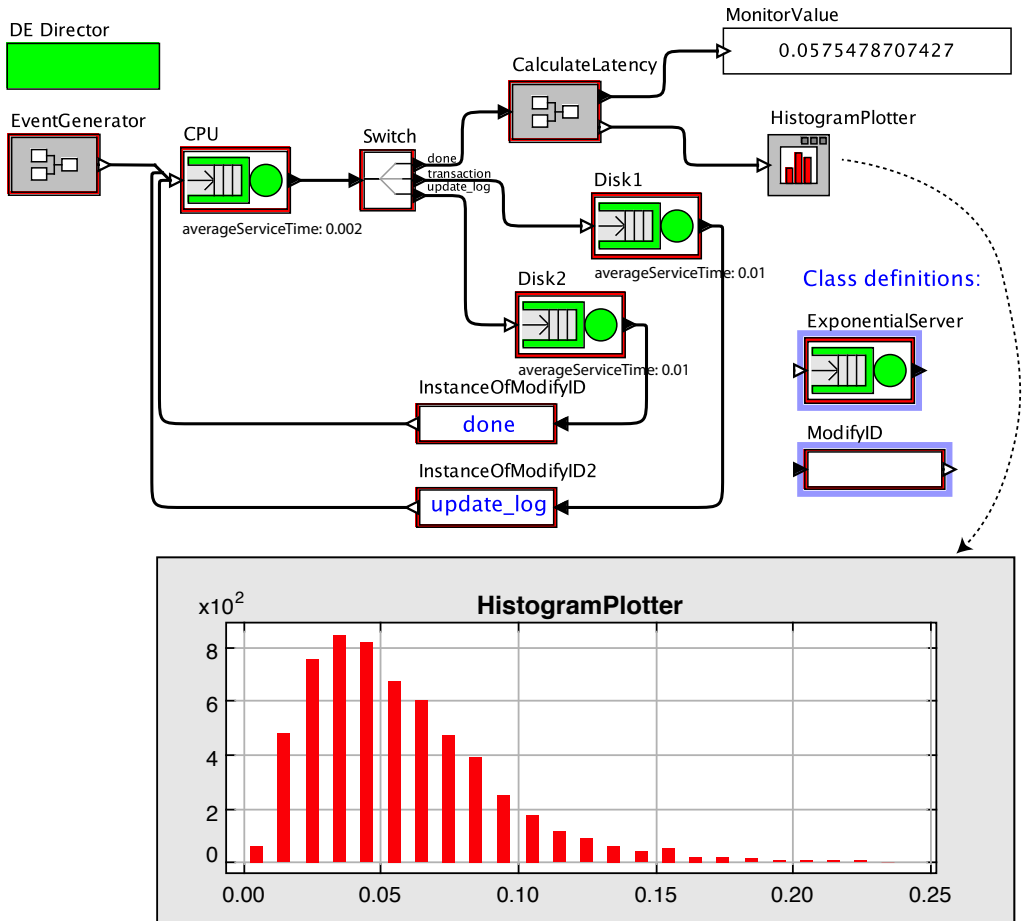 MonitorValue
DE Director
0.0575478707427
CalculateLatency
EventGenerator
HistogramPlotter
CPU
Switch
done
transaction
update_log
Disk1
averageServiceTime: 0.002
averageServiceTime: 0.01
Disk2
Class definitions:
ExponentialServer
averageServiceTime: 0.01
InstanceOfModifyID
done
ModifyID
InstanceOfModifyID2
update_log
HistogramPlotter
x10²
8
6
4
2
0
0.00 0.05 0.10 0.15 0.20 0.25